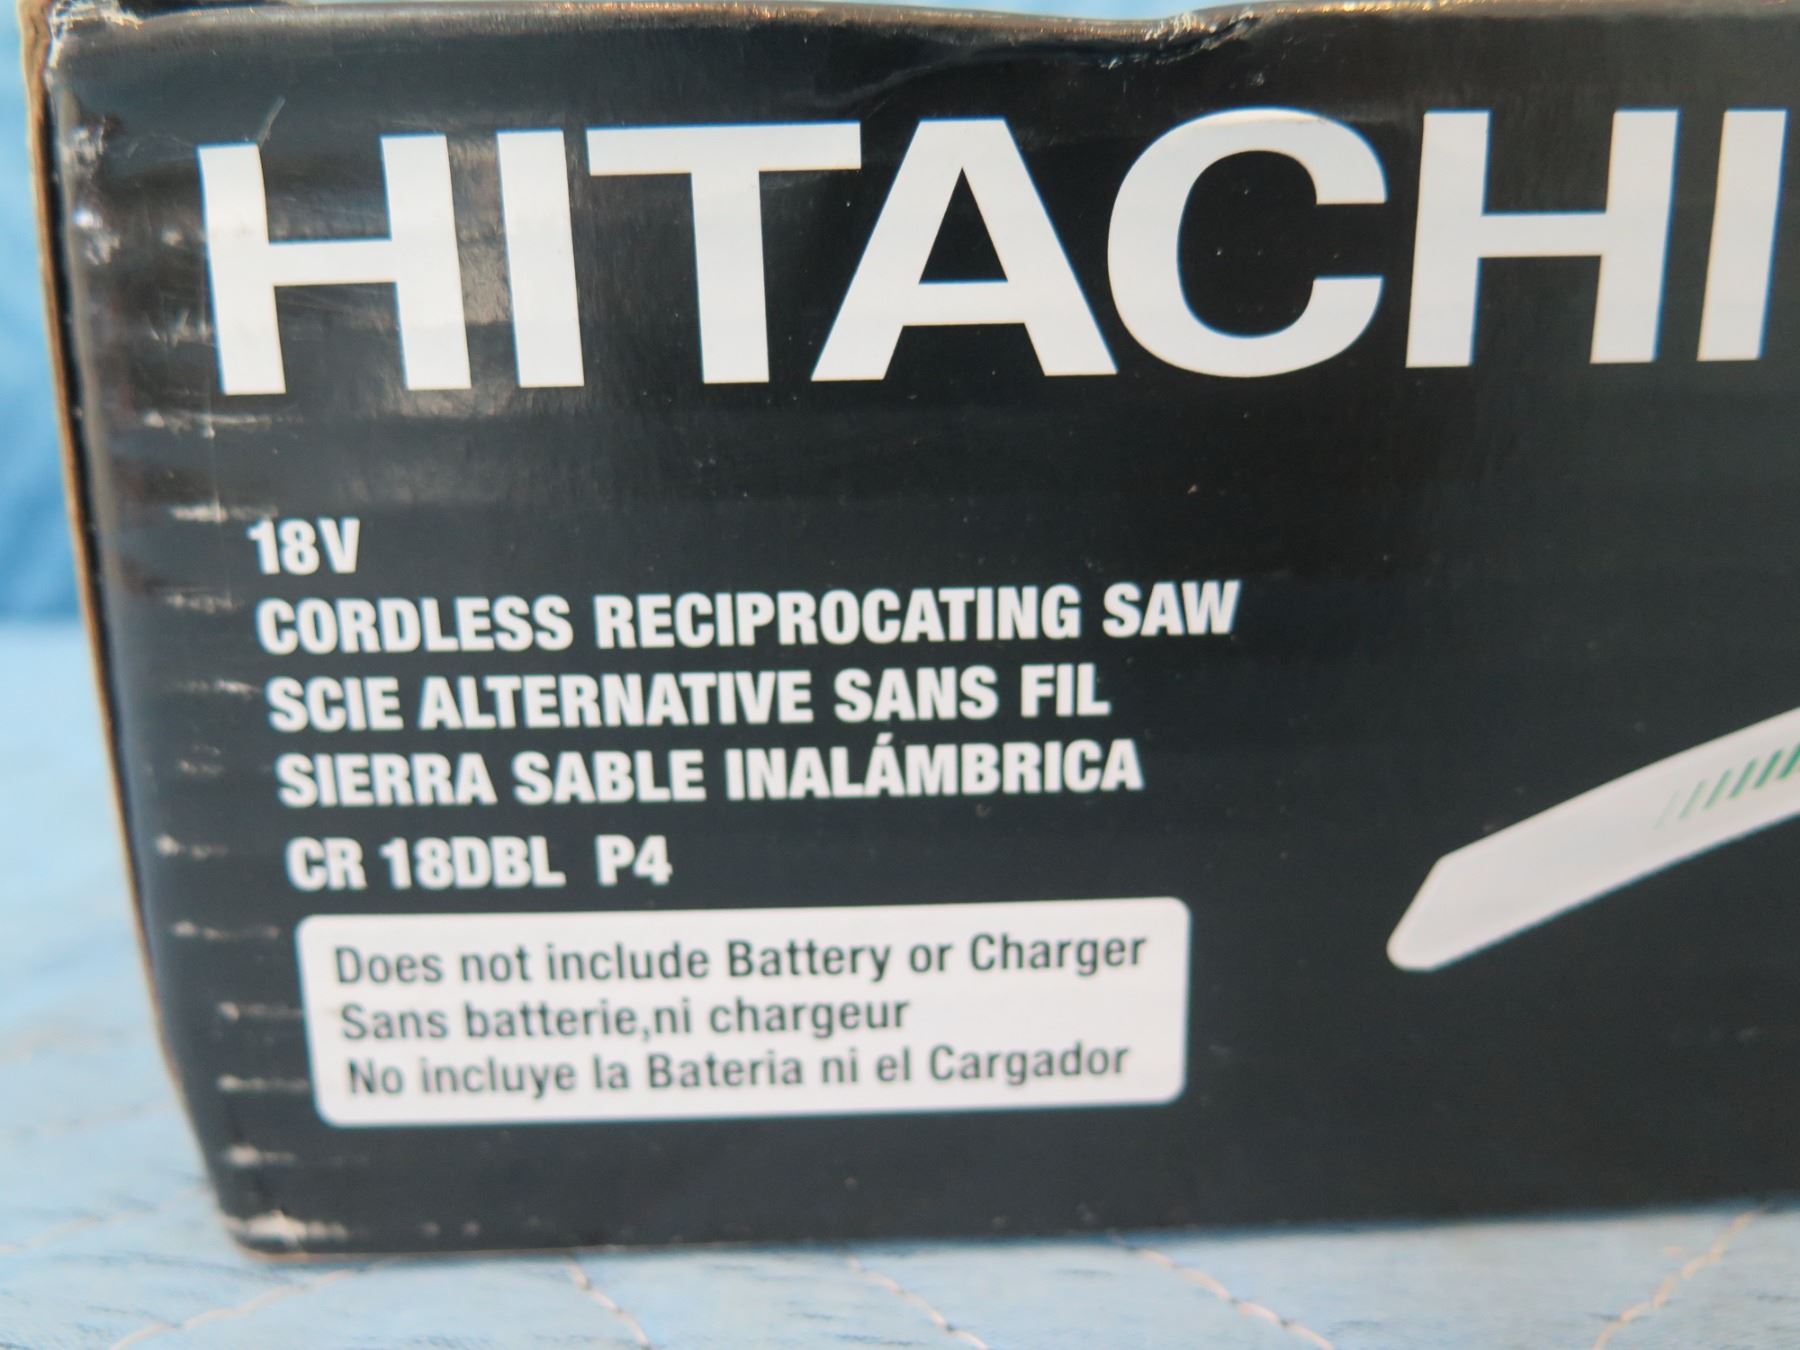 HITACHI
18V
CORDLESS RECIPROCATING SAW
SCIE ALTERNATIVE SANS FIL
SIERRA SABLE INALÁMBRICA
CR 18DBL P4
Does not include Battery or Charger
Sans batterie,ni chargeur
No incluye la Bateria ni el Cargador